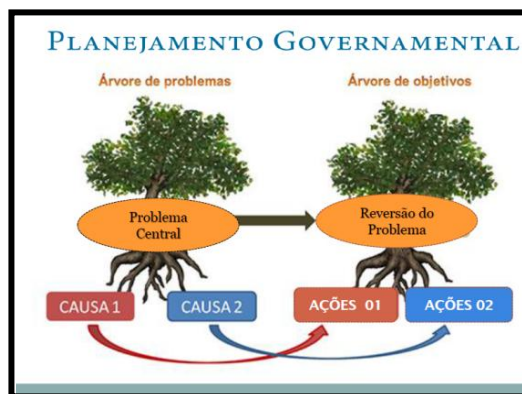 PLANEJAMENTO GOVERNAMENTAL
Árvore de problemas
Árvore de objetivos
Problema
Central
Reversão do
Problema
CAUSA 1
CAUSA 2
AÇÕES 01
AÇÕES 02